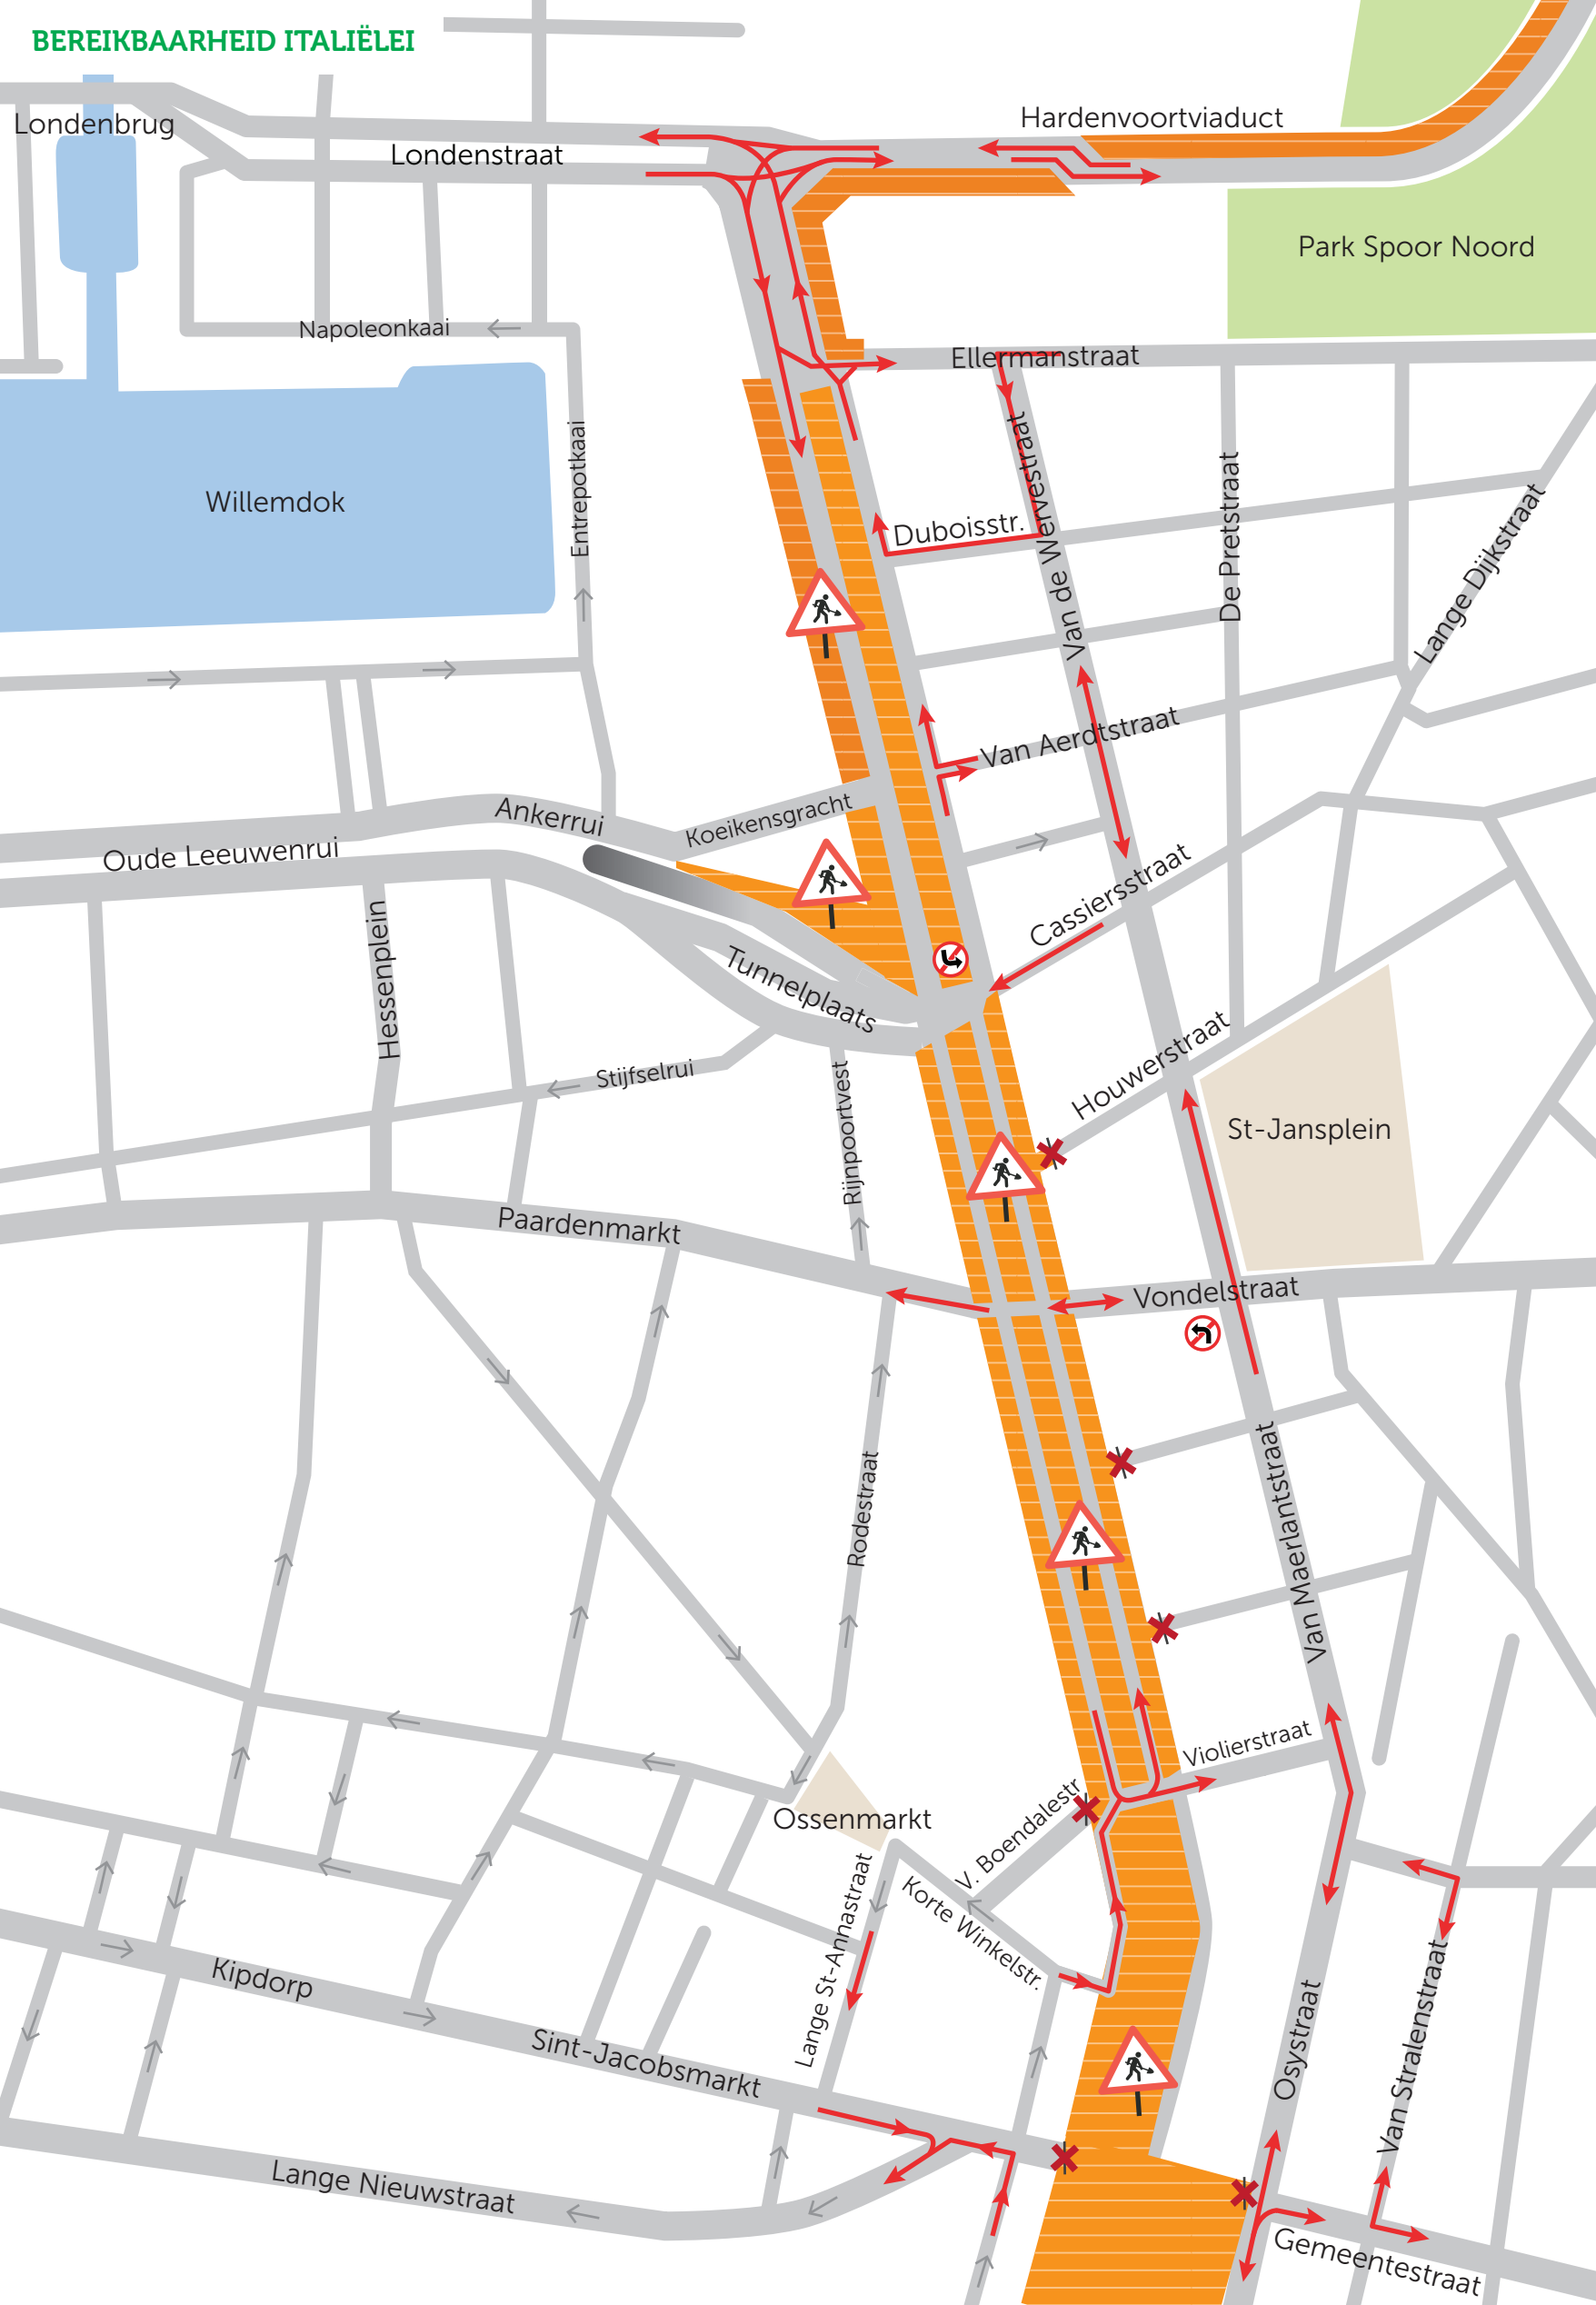 BEREIKBAARHEID ITALIËLEI
Hardenvoortviaduct
Londenbrug
Londenstraat
Park Spoor Noord
Napoleonkaai
Ellermanstraat
Willemdok
Entrepotkaai
Duboisstr.
Van de Wervestraat
De Pretstraat
Lange Dijkstraat
Van Aerdtstraat
Koeikensgracht
Ankerrui
Oude Leeuwenrui
Cassiersstraat
Hessenplein
Tunnelplaats
Houwerstraat
Stijfselrui
Rijnpoortvest
St-Jansplein
Paardenmarkt
Vondelstraat
Rodestraat
Van Maerlantstraat
Violierstraat
Ossenmarkt
V. Boendalestr
Korte Winkelstr.
Lange St-Annastraat
Kipdorp
Sint-Jacobsmarkt
Osystraat
Van Stralenstraat
Lange Nieuwstraat
Gemeentestraat